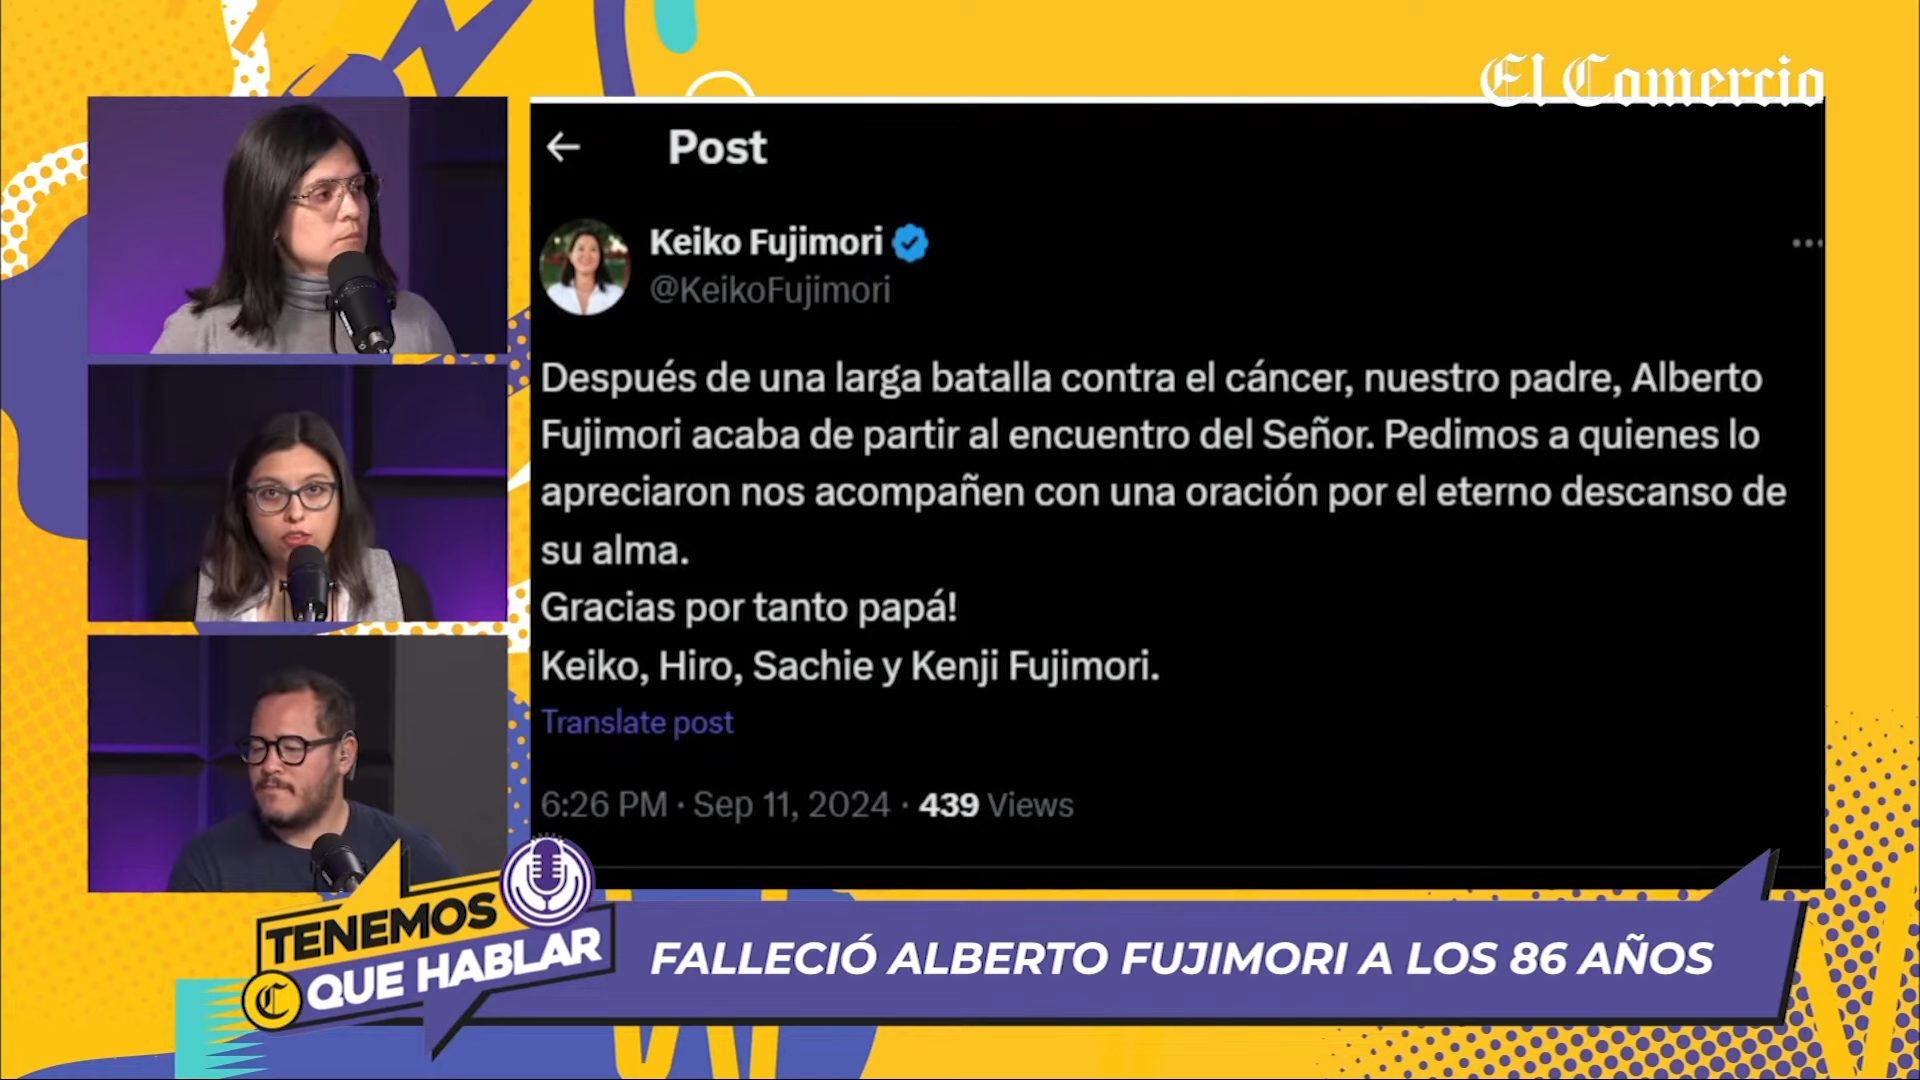 El Comercio
Post
Keiko Fujimori
@KeikoFujimori
Después de una larga batalla contra el cáncer, nuestro padre, Alberto
Fujimori acaba de partir al encuentro del Señor. Pedimos a quienes lo
apreciaron nos acompañen con una oración por el eterno descanso de
su alma.
Gracias por tanto papá!
Keiko, Hiro, Sachie y Kenji Fujimori.
Translate post
6:26 PM · Sep 11, 2024 · 439 Views
TENEMOS
C QUE HABLAR
FALLECIÓ ALBERTO FUJIMORI A LOS 86 AÑOS